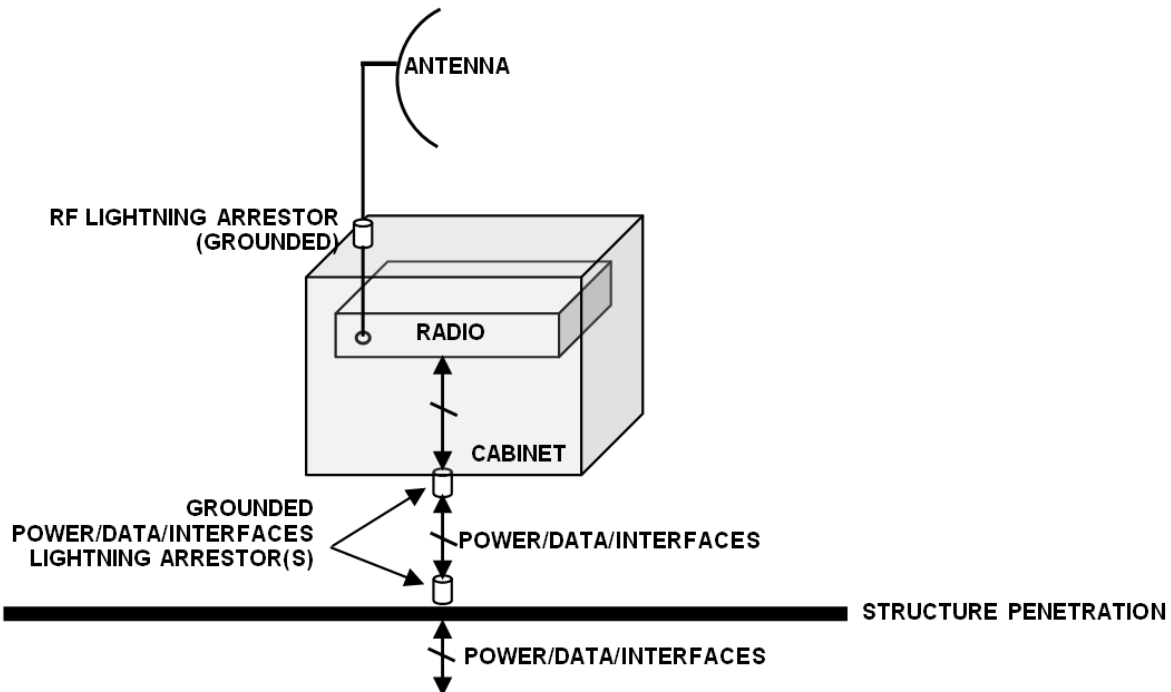 ANTENNA
RF LIGHTNING ARRESTOR
(GROUNDED)
RADIO
CABINET
GROUNDED
POWER/DATA/INTERFACES
LIGHTNING ARRESTOR(S)
POWER/DATA/INTERFACES
STRUCTURE PENETRATION
POWER/DATA/INTERFACES